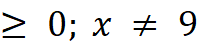 ≥ 0; x ≠ 9